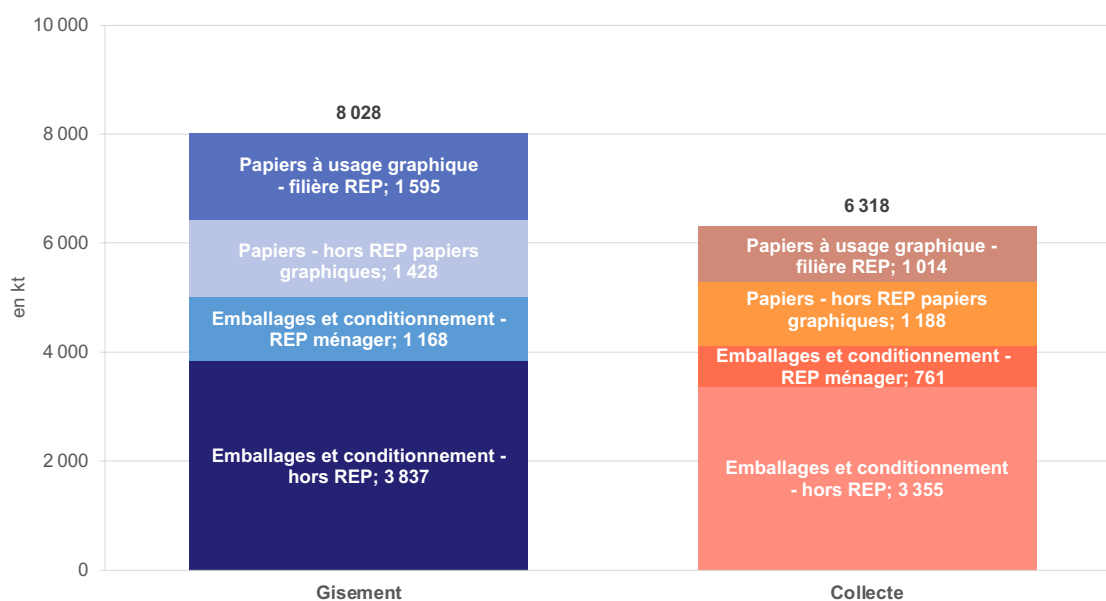 10 000
8 000
6 000
4 000
2 000
0
en kt
8 028
Papiers à usage graphique
- filière REP; 1 595
Papiers - hors REP papiers
graphiques; 1 428
Emballages et conditionnement -
REP ménager; 1 168
Emballages et conditionnement -
hors REP; 3 837
Gisement
6 318
Papiers à usage graphique -
filière REP; 1 014
Papiers - hors REP papiers
graphiques; 1 188
Emballages et conditionnement -
REP ménager; 761
Emballages et conditionnement
- hors REP; 3 355
Collecte